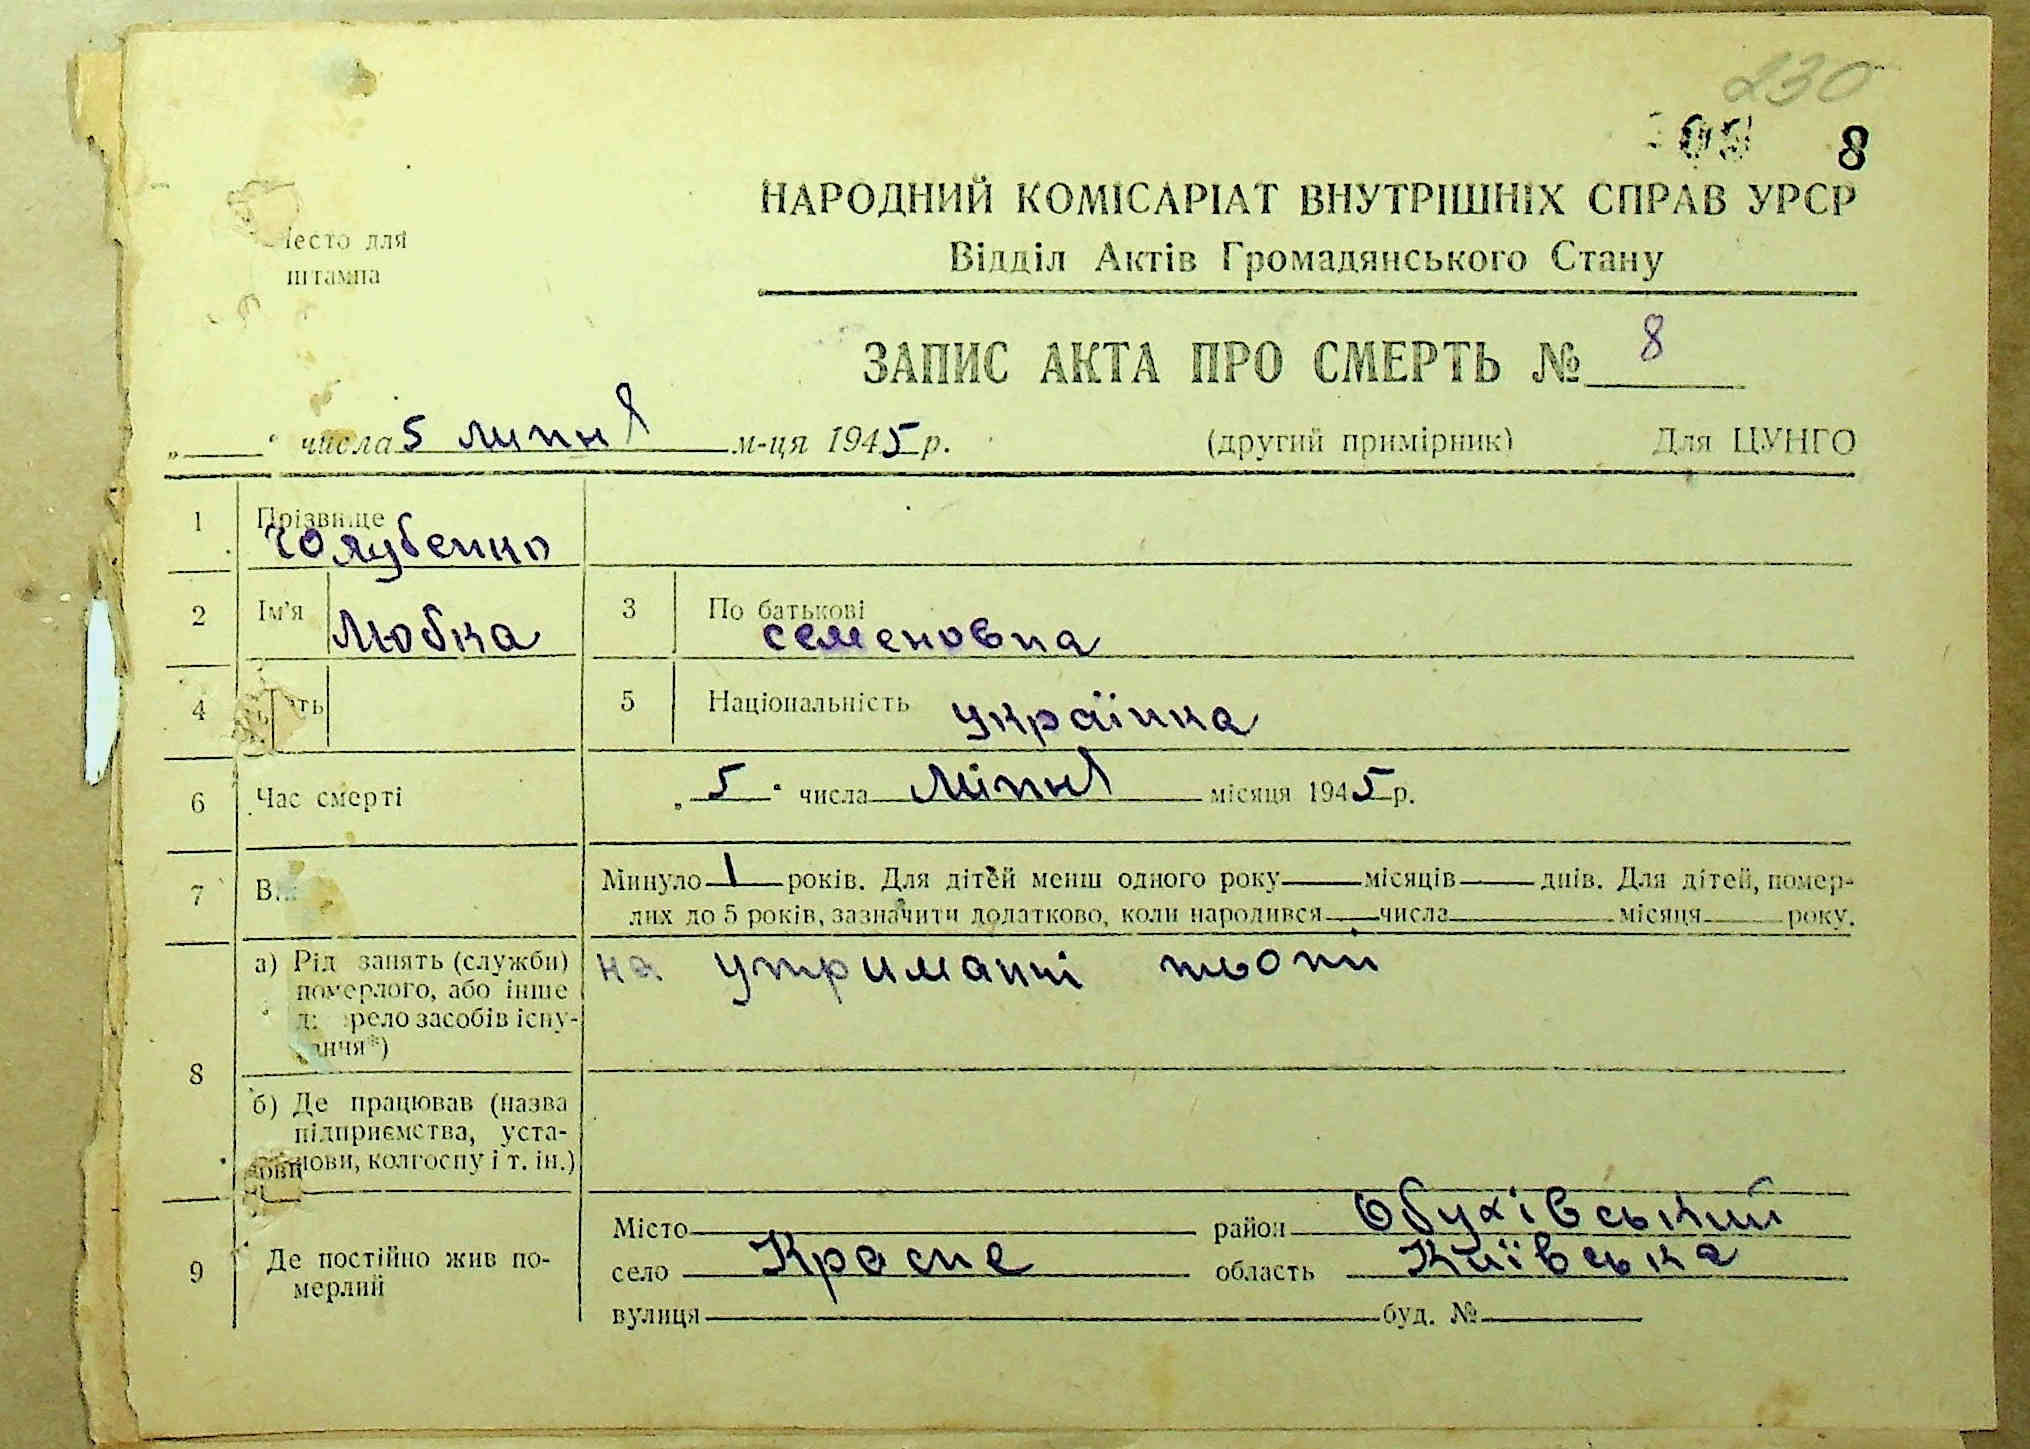 230
8
НАРОДНИЙ КОМІСАРІАТ ВНУТРІШНІХ СПРАВ УРСР
Відділ Актів Громадянського Стану
Место для
штампа
ЗАПИС АКТА ПРО СМЕРТЬ № 8
„ “ числа 5 липня м-ця 1945 р. (другий примірник) Для ЦУНГО
1 Прізвище
Голубенко
2 Ім'я Любка 3 По батькові
семеновна
4 5 Національність українка
6 Час смерті „5“ числа Літня місяця 1945 р.
7 Минуло 1 років. Для дітей менш одного року місяців днів. Для дітей, помер-
лих до 5 років, зазначити додатково, коли народився числа місяця року.
8 а) Рід занять (служби) на утриманні тьоти
померлого, або інше
рело засобів існу-
ання*)
б) Де працював (назва
підприємства, уста-
нови, колгоспу і т. ін.)
9 Де постійно жив по-
мерлий
Місто район Обухівський
село Красне область Київська
вулиця буд. №